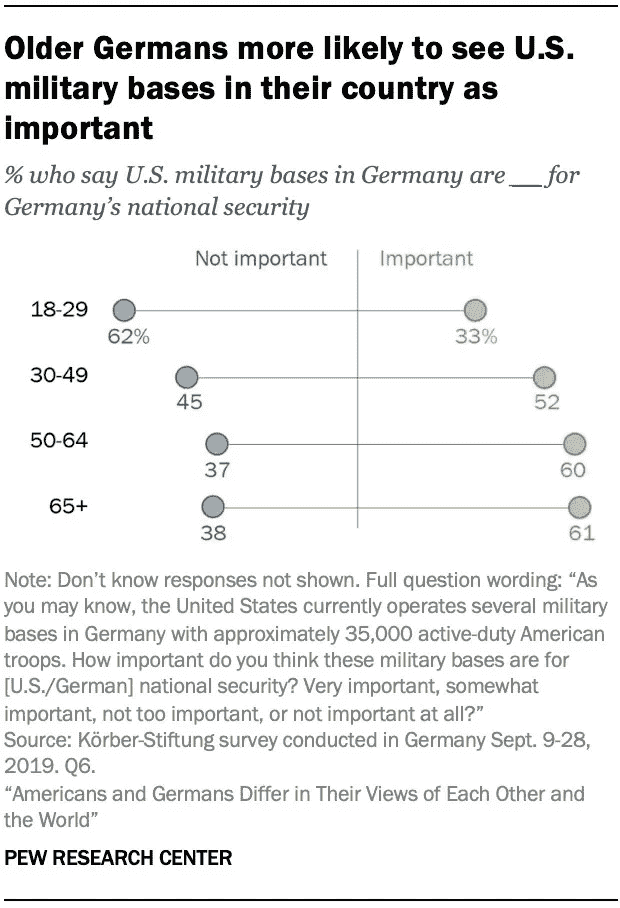 Older Germans more likely to see U.S.
military bases in their country as
important
% who say U.S. military bases in Germany are __ for
Germany's national security
Not important Important
18-29 62% 33%
30-49 45 52
50-64 37 60
65+ 38 61
Note: Don't know responses not shown. Full question wording: “As
you may know, the United States currently operates several military
bases in Germany with approximately 35,000 active-duty American
troops. How important do you think these military bases are for
[U.S./German] national security? Very important, somewhat
important, not too important, or not important at all?”
Source: Körber-Stiftung survey conducted in Germany Sept. 9-28,
2019. Q6.
“Americans and Germans Differ in Their Views of Each Other and
the World”
PEW RESEARCH CENTER